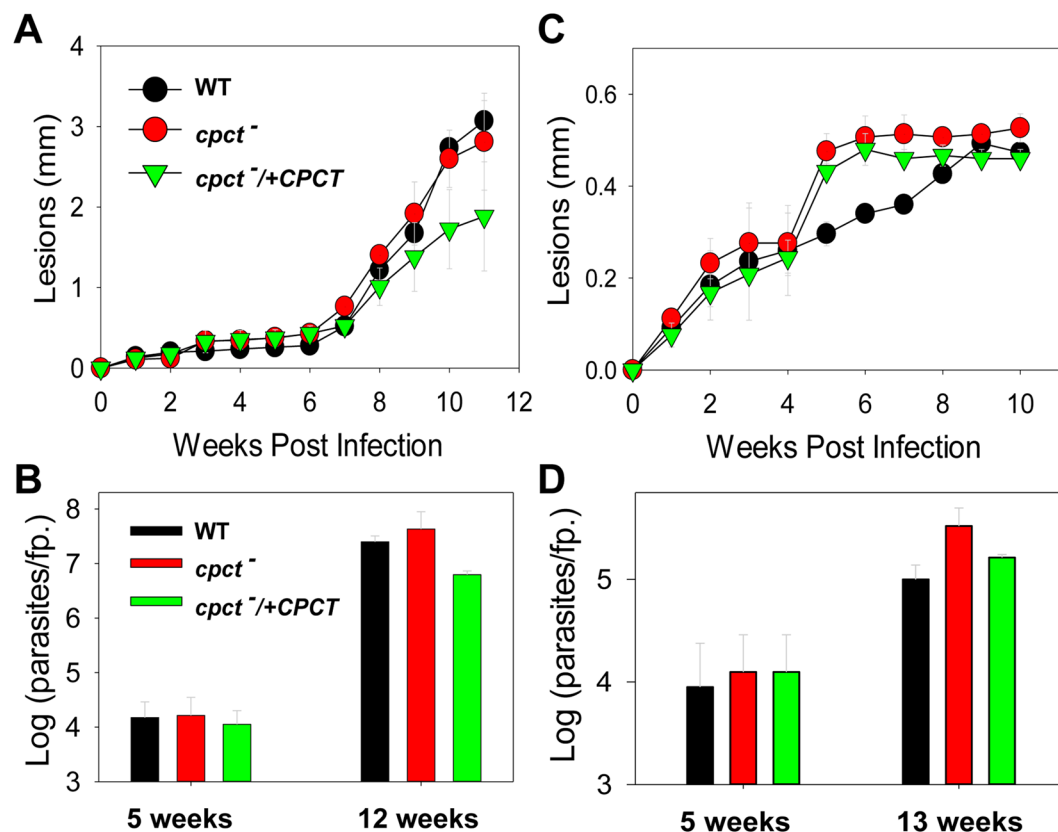 A
Lesions (mm)
4
3
2
1
0
WT
cpct -
cpct -/+CPCT
0 2 4 6 8 10 12
Weeks Post Infection
C
Lesions (mm)
0.6
0.4
0.2
0.0
0 2 4 6 8 10
Weeks Post Infection
B
Log (parasites/fp.)
8
7
6
5
4
3
WT
cpct -
cpct -/+CPCT
5 weeks 12 weeks
D
Log (parasites/fp.)
5
4
3
5 weeks 13 weeks